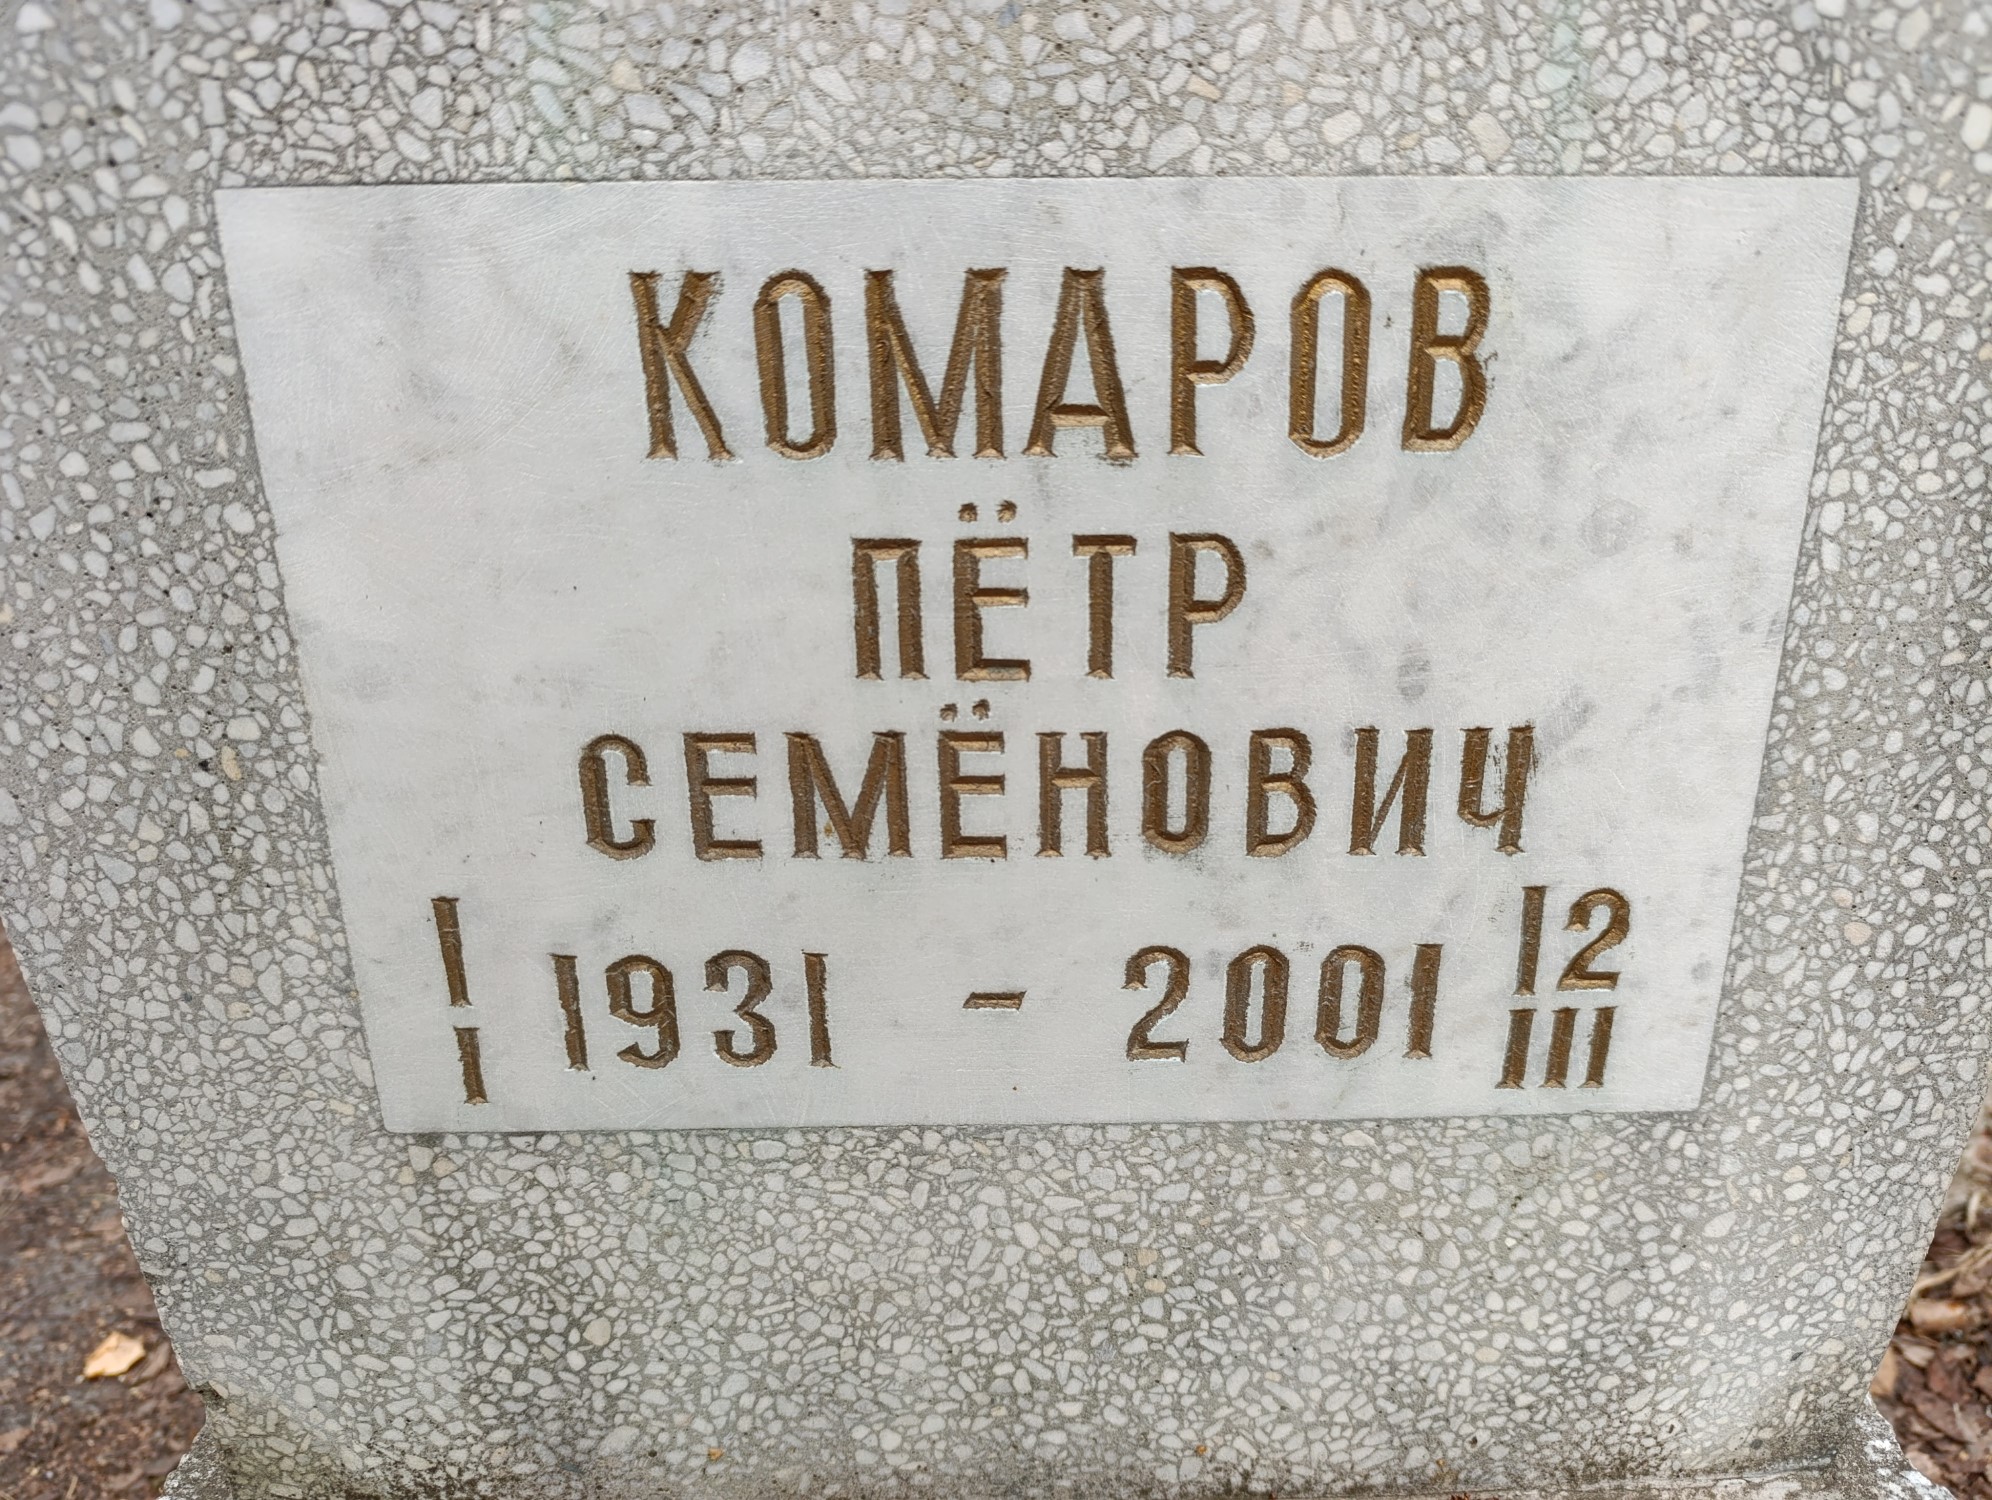 КОМАРОВ
ПЁТР
СЕМЁНОВИЧ
I 12
1931 - 2001
I III